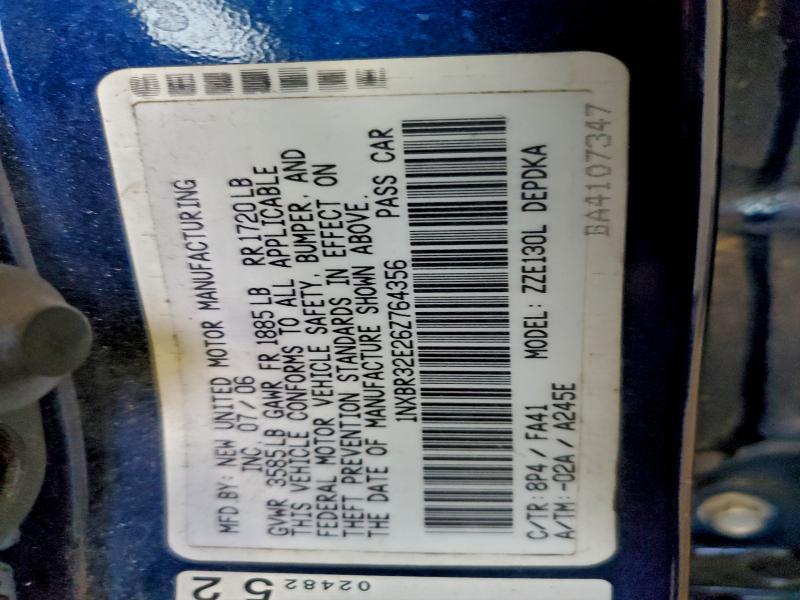 MFD.BY: NEW UNITED MOTOR MANUFACTURING
INC 07/06
GVWR 3585LB GAWR FR 1885LB RR1720LB
THIS VEHICLE CONFORMS TO ALL APPLICABLE
FEDERAL MOTOR VEHICLE SAFETY, BUMPER, AND
THEFT PREVENTION STANDARDS IN EFFECT ON
THE DATE OF MANUFACTURE SHOWN ABOVE.
1NXBR32E26Z764356 PASS CAR
C/TR: 8P4 / FA41 MODEL: ZZE130L DEPDKA
A/TM: -02A / A245E
BA4107347
02482